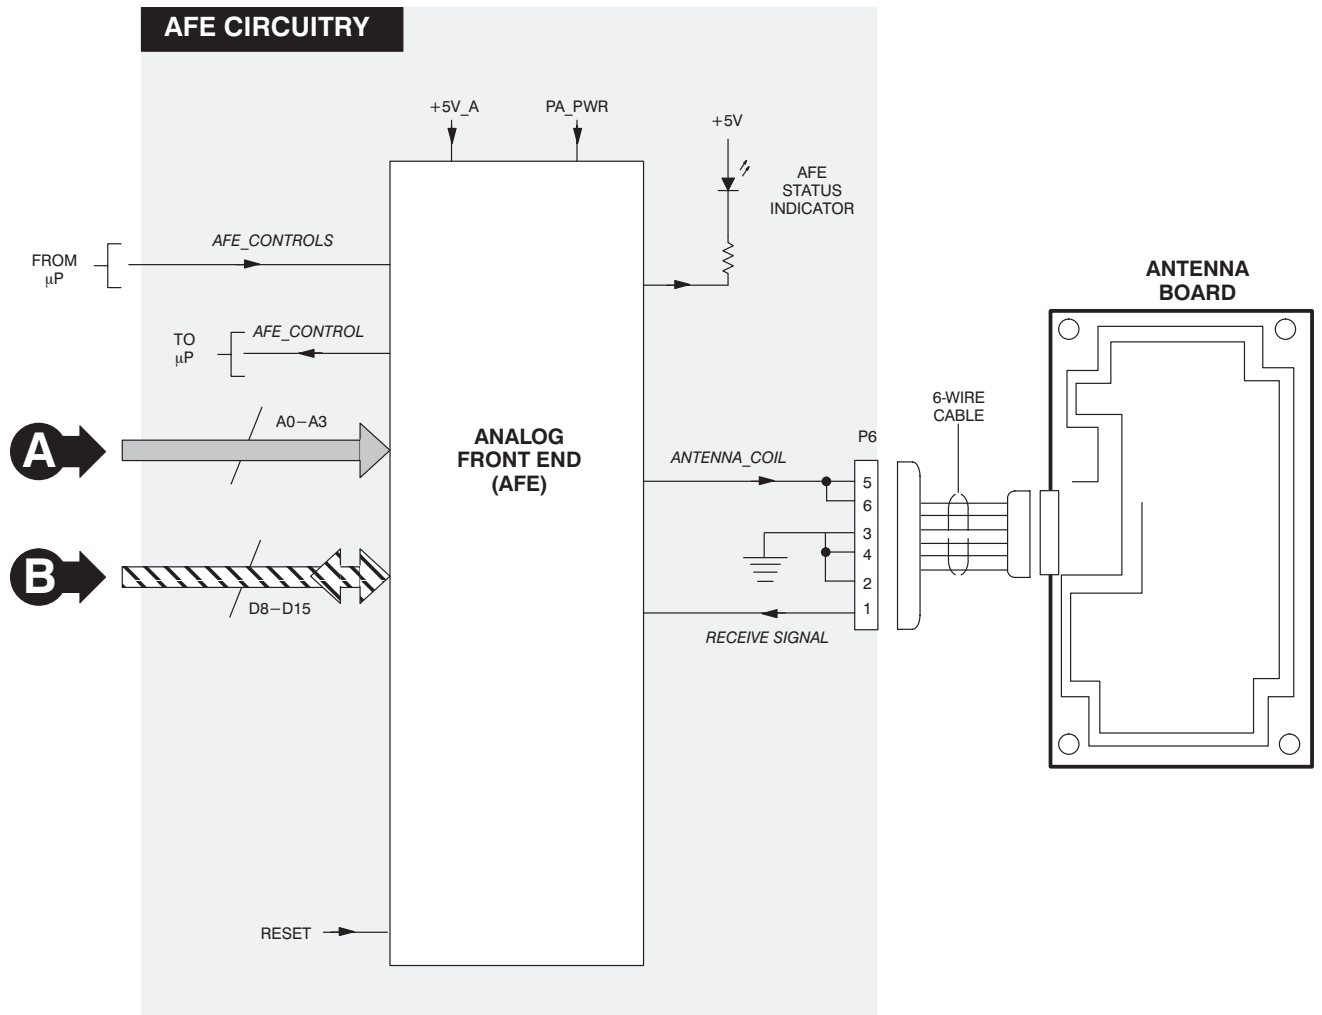 AFE CIRCUITRY
+5V_A
PA_PWR
+5V
AFE
STATUS
INDICATOR
FROM
µP
AFE_CONTROLS
TO
µP
AFE_CONTROL
A
A0–A3
B
D8–D15
RESET
ANALOG
FRONT END
(AFE)
ANTENNA_COIL
RECEIVE SIGNAL
P6
5
6
3
4
2
1
6-WIRE
CABLE
ANTENNA
BOARD